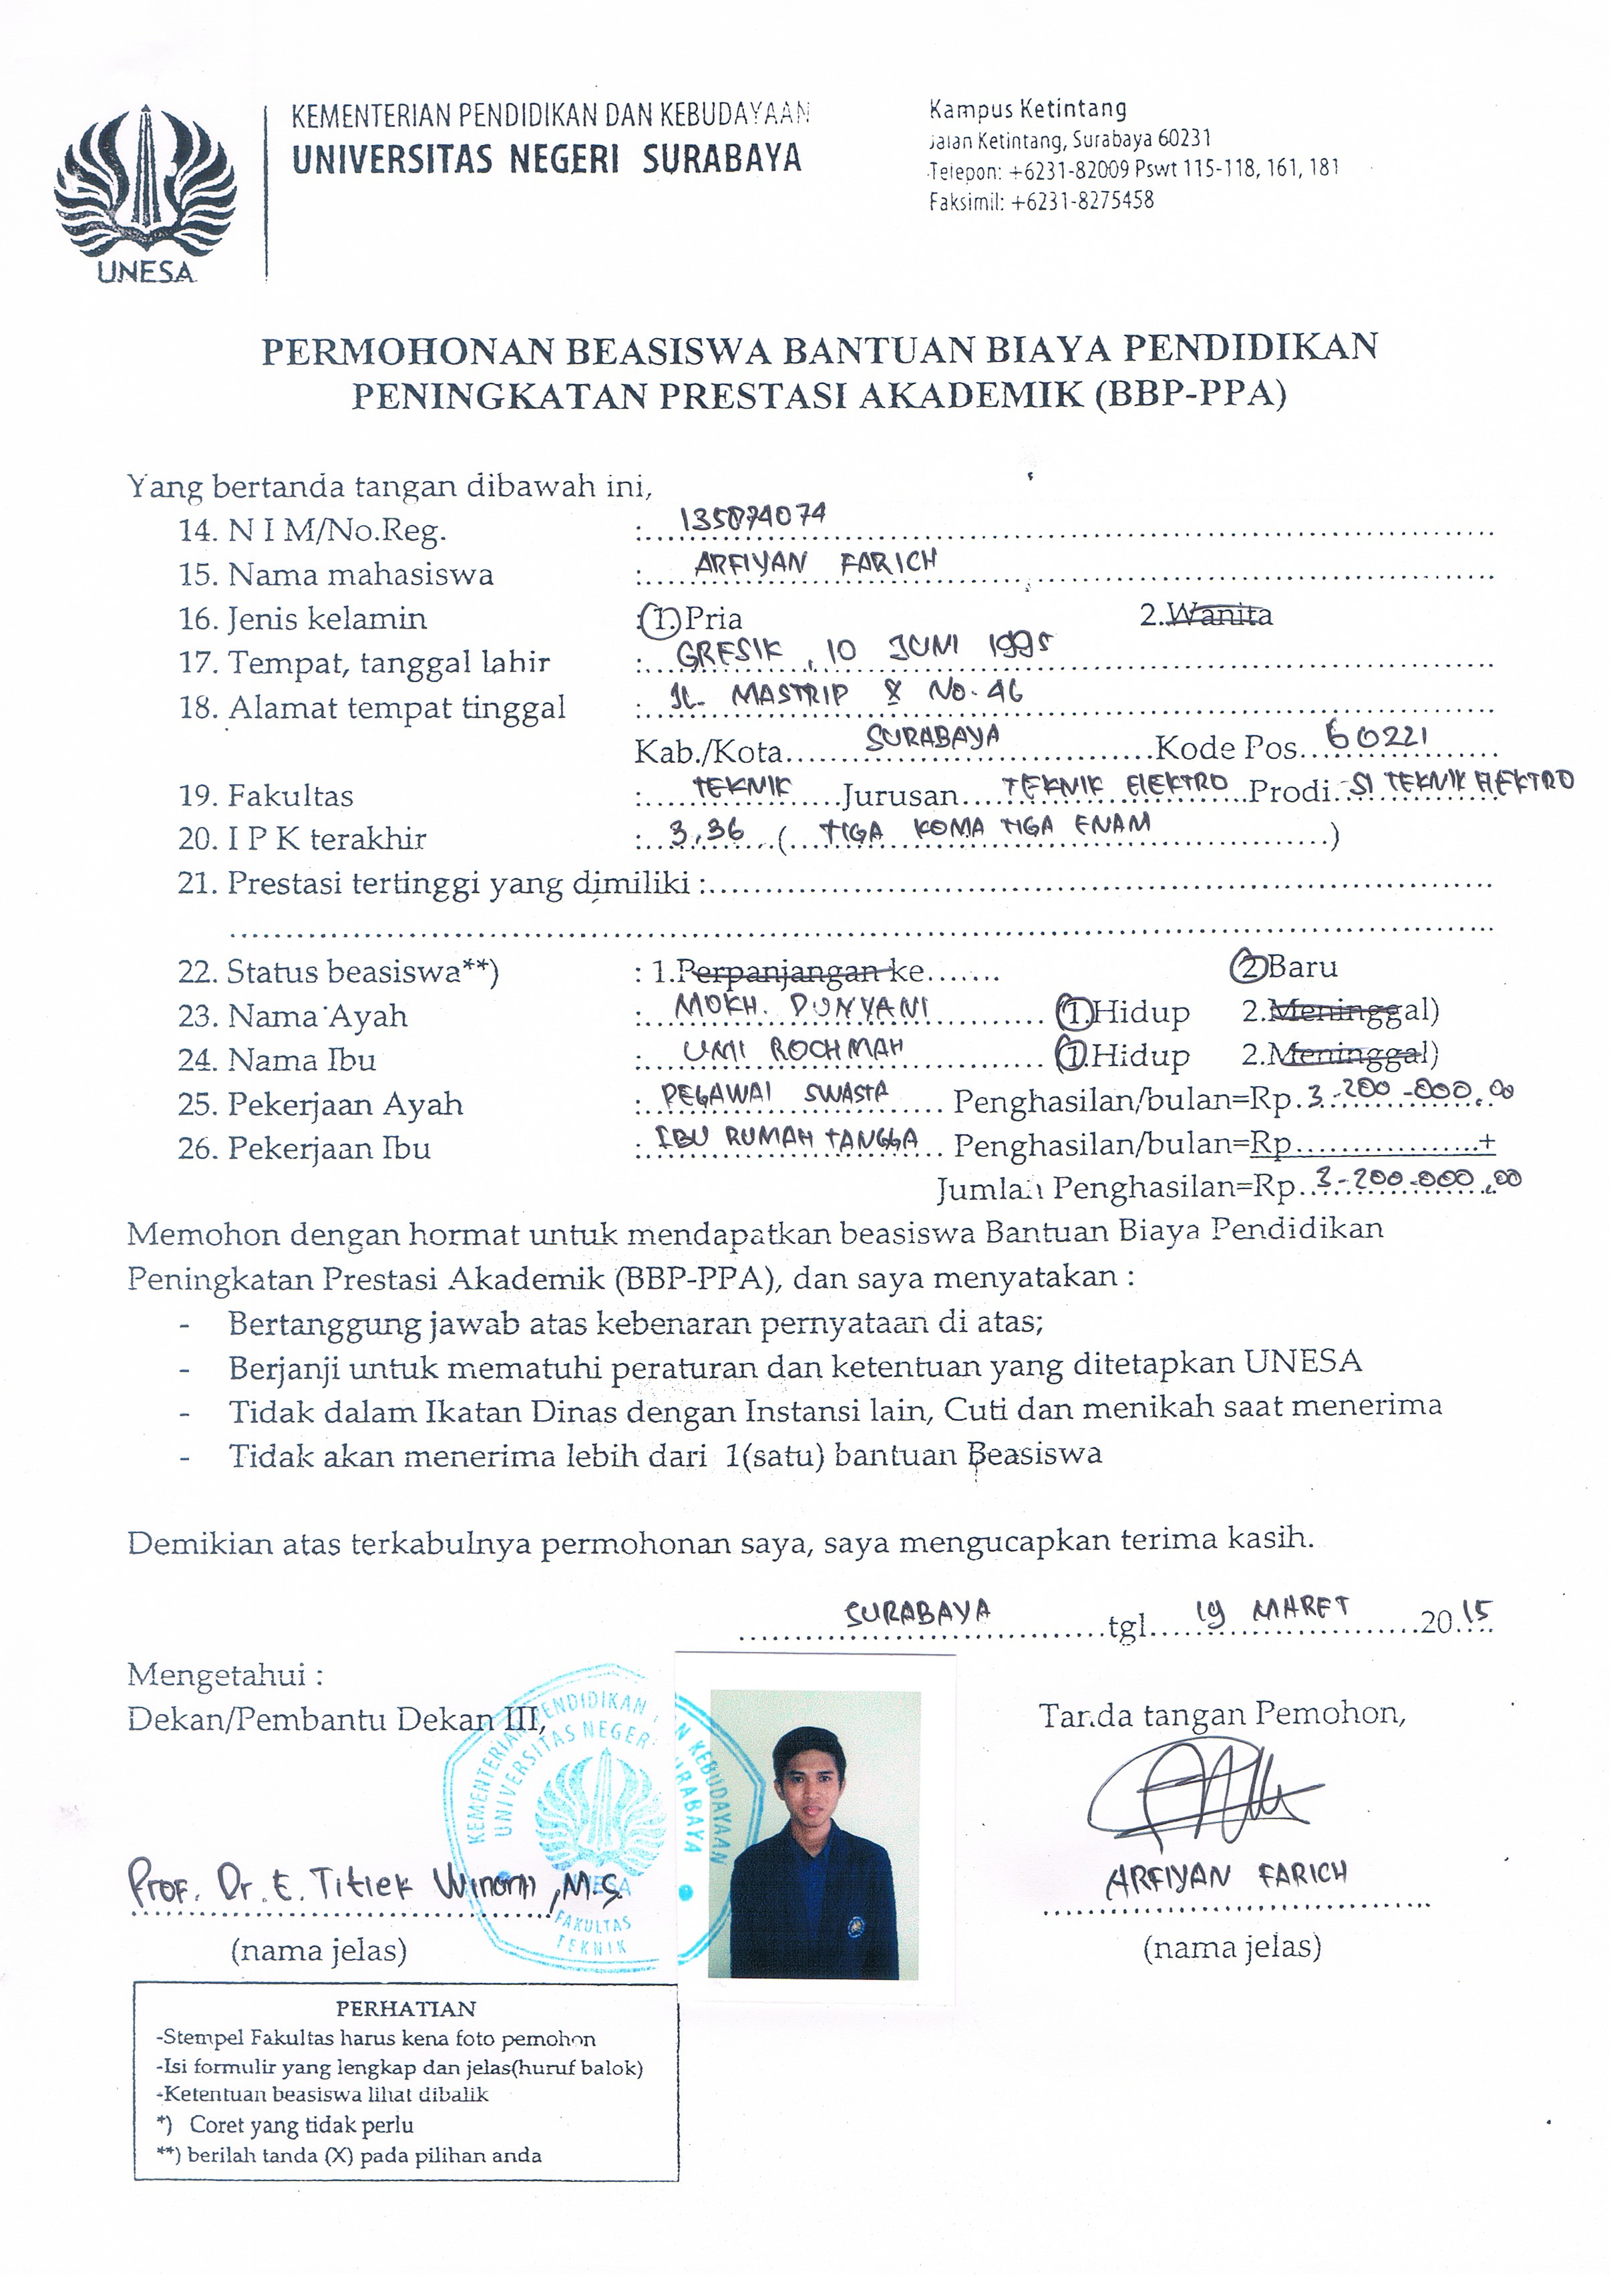 KEMENTERIAN PENDIDIKAN DAN KEBUDAYAAN
UNIVERSITAS NEGERI SURABAYA
UNESA
Kampus Ketintang
Jalan Ketintang, Surabaya 60231
Telepon: +6231-82009 Pswt 115-118, 161, 181
Faksimil: +6231-8275458
PERMOHONAN BEASISWA BANTUAN BIAYA PENDIDIKAN
PENINGKATAN PRESTASI AKADEMIK (BBP-PPA)
Yang bertanda tangan dibawah ini,
14. N I M/No.Reg. : 135874074
15. Nama mahasiswa : ARFIYAN FARICH
16. Jenis kelamin : 1. Pria 2. Wanita
17. Tempat, tanggal lahir : GRESIK, 10 JUNI 1995
18. Alamat tempat tinggal : JL. MASTRIP X No. 46
Kab./Kota SURABAYA Kode Pos 60221
19. Fakultas : TEKNIK Jurusan TEKNIK ELEKTRO Prodi S1 TEKNIK ELEKTRO
20. I P K terakhir : 3,36 (TIGA KOMA TIGA ENAM)
21. Prestasi tertinggi yang dimiliki :
22. Status beasiswa**) : 1.Perpanjangan ke....... 2 Baru
23. Nama Ayah : MOKH. DUNYANI 1.Hidup 2.Meninggal)
24. Nama Ibu : UMI ROCHMAH 1.Hidup 2.Meninggal)
25. Pekerjaan Ayah : PEGAWAI SWASTA Penghasilan/bulan=Rp. 3.200.000,00
26. Pekerjaan Ibu : IBU RUMAH TANGGA Penghasilan/bulan=Rp................+
Jumlah Penghasilan=Rp. 3.200.000,00
Memohon dengan hormat untuk mendapatkan beasiswa Bantuan Biaya Pendidikan
Peningkatan Prestasi Akademik (BBP-PPA), dan saya menyatakan :
- Bertanggung jawab atas kebenaran pernyataan di atas;
- Berjanji untuk mematuhi peraturan dan ketentuan yang ditetapkan UNESA
- Tidak dalam Ikatan Dinas dengan Instansi lain, Cuti dan menikah saat menerima
- Tidak akan menerima lebih dari 1(satu) bantuan Beasiswa
Demikian atas terkabulnya permohonan saya, saya mengucapkan terima kasih.
SURABAYA tgl. 19 MARET 2015
Mengetahui :
Dekan/Pembantu Dekan III,
Tanda tangan Pemohon,
KEMENTERIAN PENDIDIKAN DAN KEBUDAYAAN
UNIVERSITAS NEGERI SURABAYA
UNESA
FAKULTAS
TEKNIK
Prof. Dr. E. Titiek Winarni, M.S.
(nama jelas)
ARFIYAN FARICH
(nama jelas)
PERHATIAN
-Stempel Fakultas harus kena foto pemohon
-Isi formulir yang lengkap dan jelas(huruf balok)
-Ketentuan beasiswa lihat dibalik
*) Coret yang tidak perlu
**) berilah tanda (X) pada pilihan anda